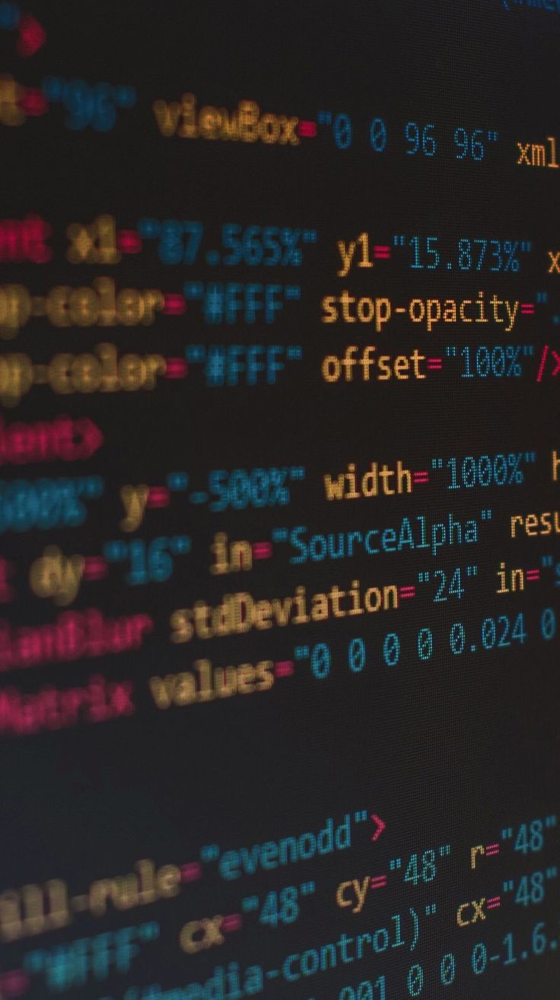 ">
t="96" viewBox="0 0 96 96" xml
nt x1="87.565%" y1="15.873%" x
p-color="#FFF" stop-opacity=".
p-color="#FFF" offset="100%"/>
ient>
500%" y="-500%" width="1000%" h
t dy="16" in="SourceAlpha" resu
ianBlur stdDeviation="24" in="s
Matrix values="0 0 0 0 0.024 0
ill-rule="evenodd">
="#FFF" cx="48" cy="48" r="48"
#media-control)" cx="48"
001 0 0 0-1.6.